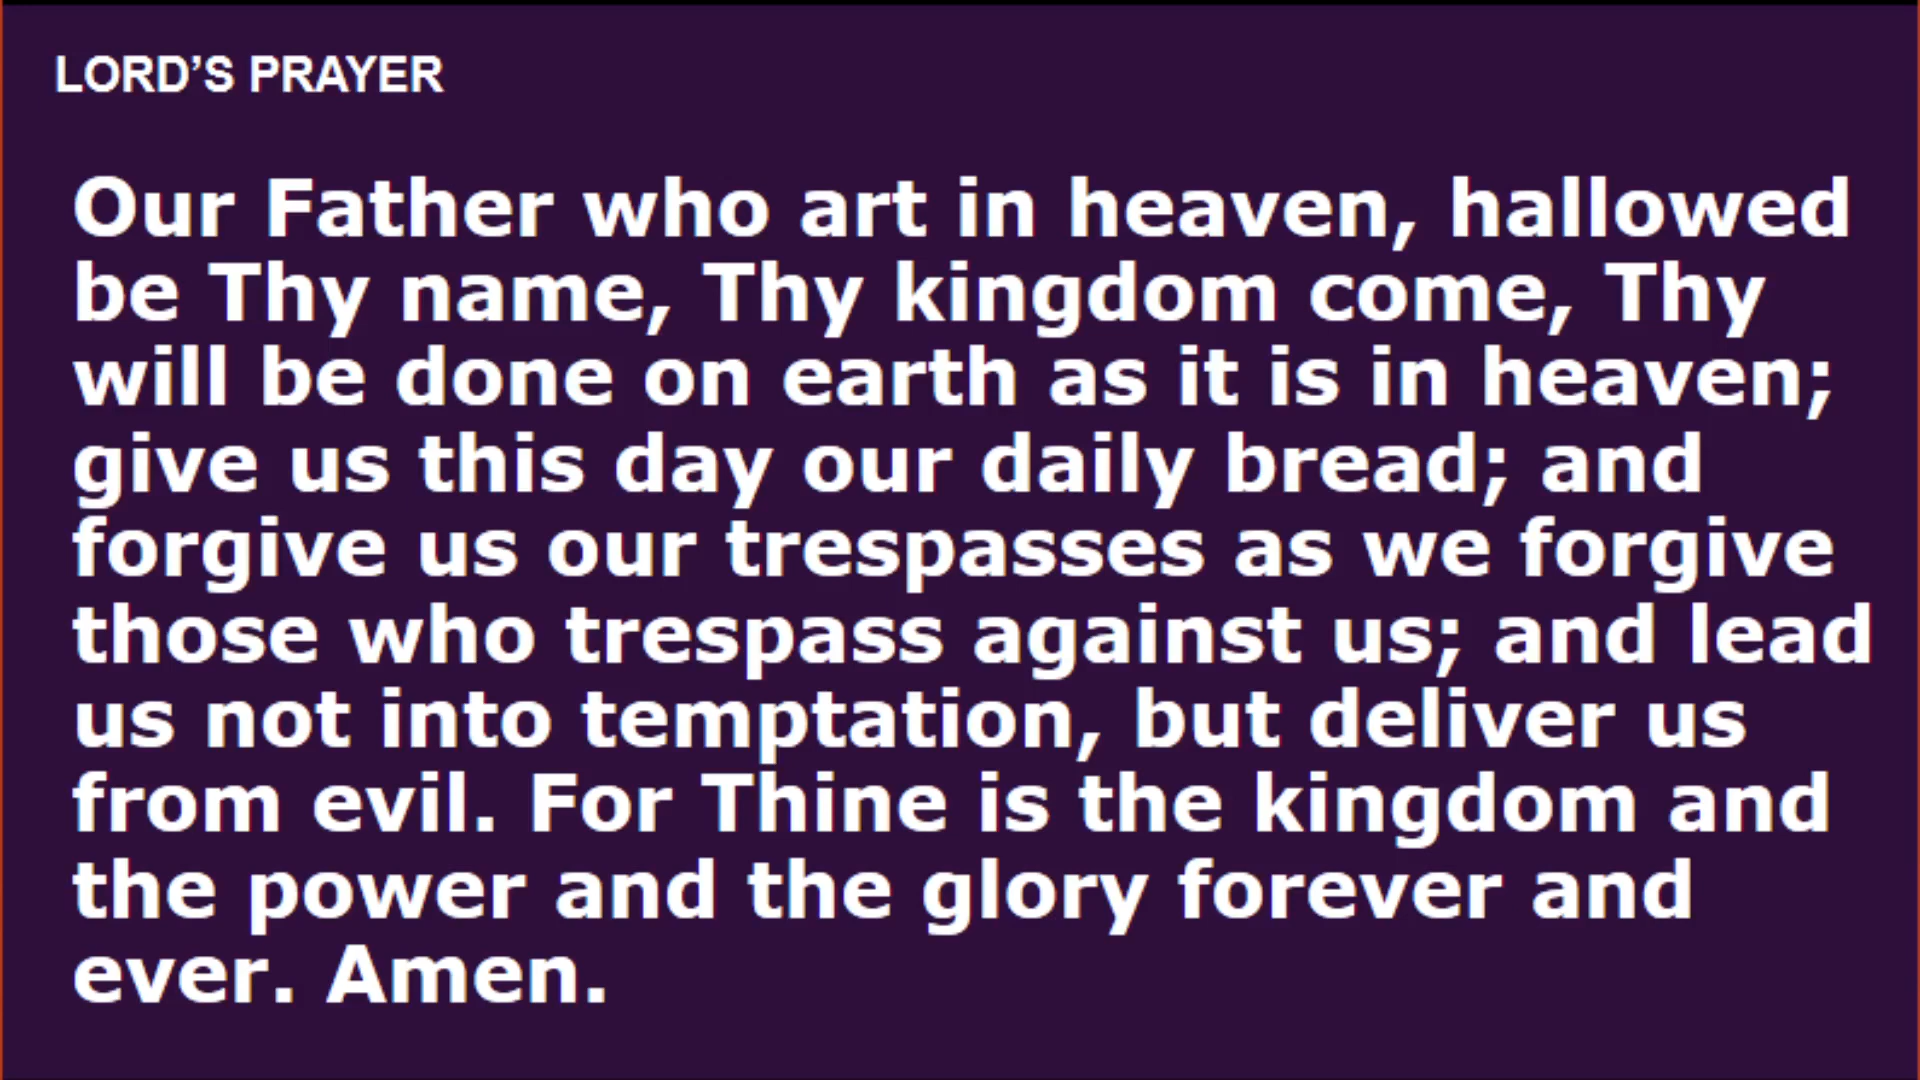 LORD’S PRAYER
Our Father who art in heaven, hallowed
be Thy name, Thy kingdom come, Thy
will be done on earth as it is in heaven;
give us this day our daily bread; and
forgive us our trespasses as we forgive
those who trespass against us; and lead
us not into temptation, but deliver us
from evil. For Thine is the kingdom and
the power and the glory forever and
ever. Amen.